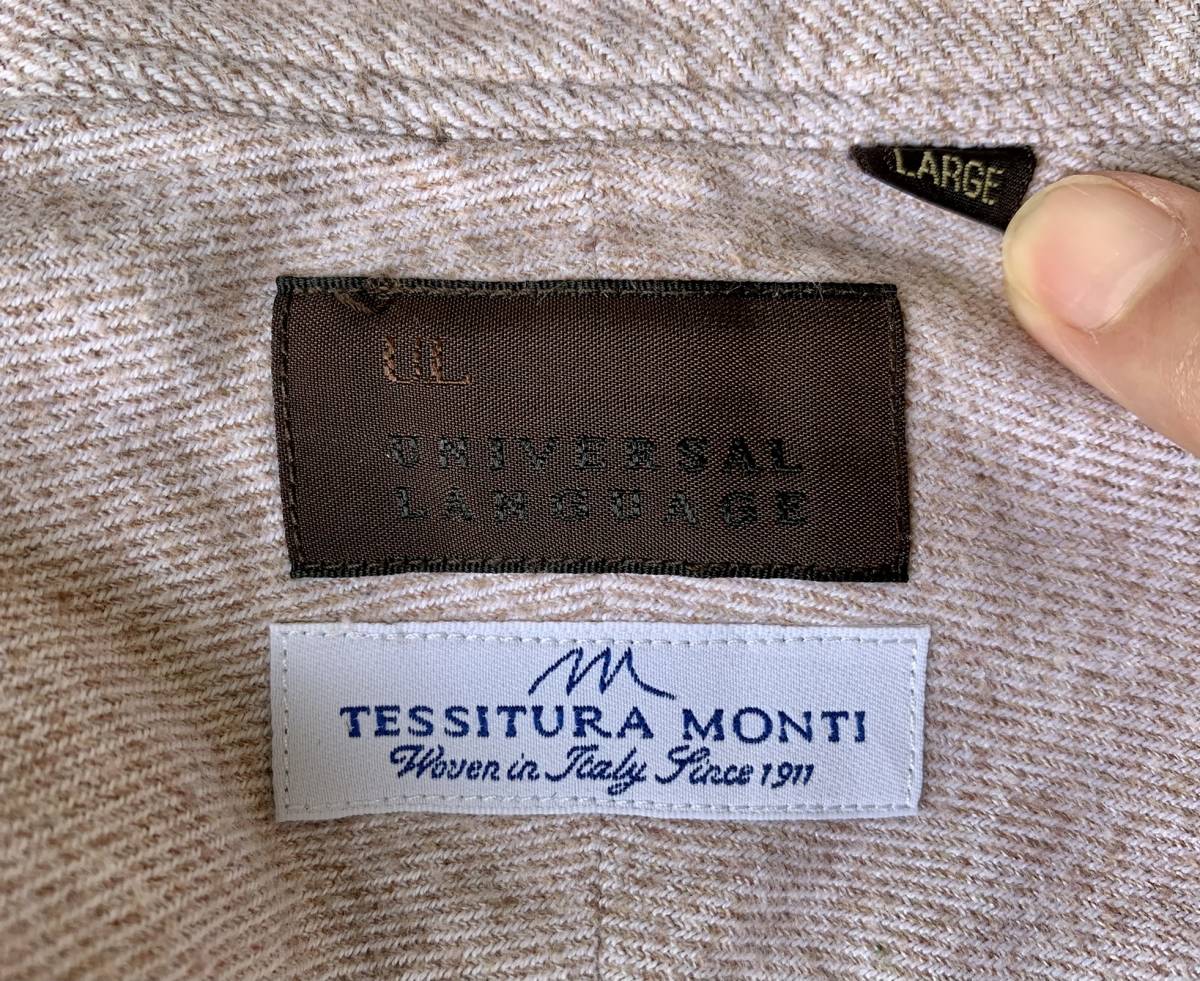 LARGE
UL
UNIVERSAL
LANGUAGE
TESSITURA MONTI
Woven in Italy Since 1911